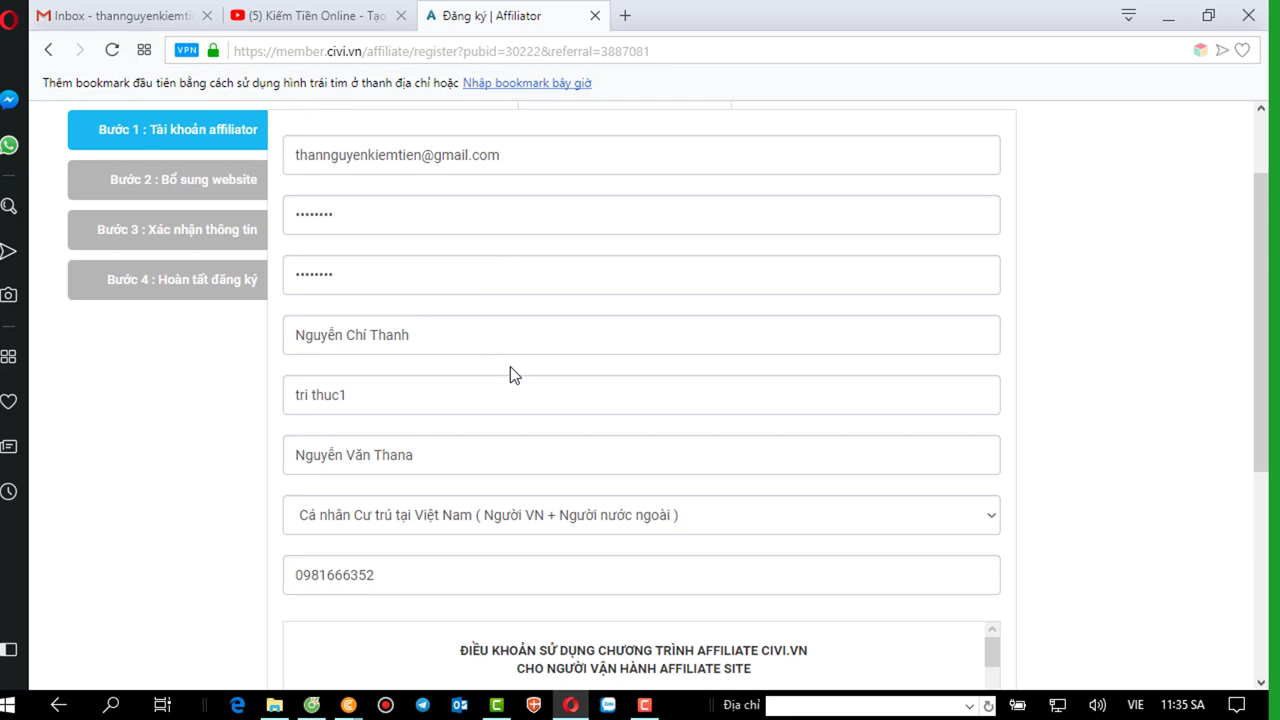 Inbox - thannguyenkiemtie
(5) Kiếm Tiền Online - Tạo
Đăng ký | Affiliator
VPN
https://member.civi.vn/affiliate/register?pubid=30222&referral=3887081
Thêm bookmark đầu tiên bằng cách sử dụng hình trái tim ở thanh địa chỉ hoặc Nhập bookmark bây giờ
Bước 1 : Tài khoản affiliator
Bước 2 : Bổ sung website
Bước 3 : Xác nhận thông tin
Bước 4 : Hoàn tất đăng ký
thannguyenkiemtien@gmail.com
••••••••
••••••••
Nguyễn Chí Thanh
tri thuc1
Nguyễn Văn Thana
Cá nhân Cư trú tại Việt Nam ( Người VN + Người nước ngoài )
0981666352
ĐIỀU KHOẢN SỬ DỤNG CHƯƠNG TRÌNH AFFILIATE CIVI.VN
CHO NGƯỜI VẬN HÀNH AFFILIATE SITE
Địa chỉ
VIE
11:35 SA